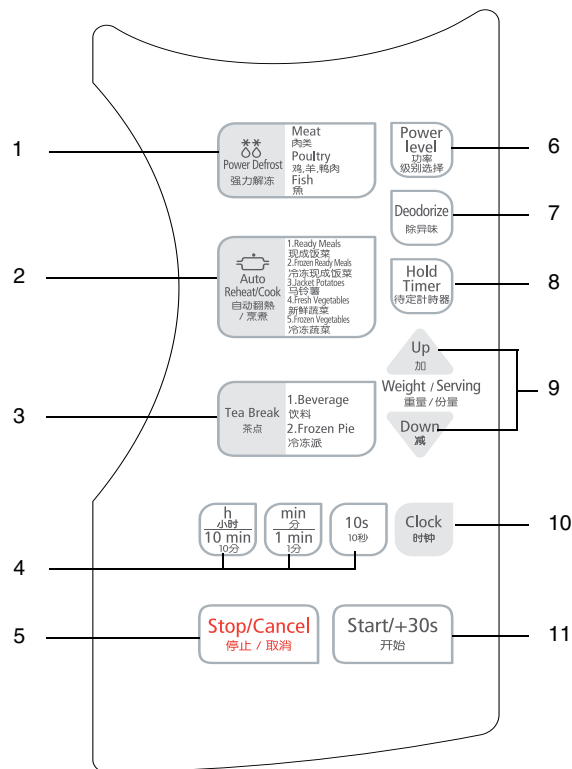 1
Power Defrost
强力解冻
Meat
肉类
Poultry
鸡,羊,鸭肉
Fish
魚
2
Auto
Reheat/Cook
自动翻熱
/ 烹煮
1.Ready Meals
现成饭菜
2.Frozen Ready Meals
冷冻现成饭菜
3.Jacket Potatoes
马铃薯
4.Fresh Vegetables
新鮮蔬菜
5.Frozen Vegetables
冷冻蔬菜
3
Tea Break
茶点
1.Beverage
饮料
2.Frozen Pie
冷冻派
4
h
小时
10 min
10分
min
分
1 min
1分
10s
10秒
5
Stop/Cancel
停止 / 取消
6
Power
level
功率
级别选择
7
Deodorize
除异味
8
Hold
Timer
待定計時器
9
Up
加
Weight / Serving
重量 / 份量
Down
减
10
Clock
时钟
11
Start/+30s
开始